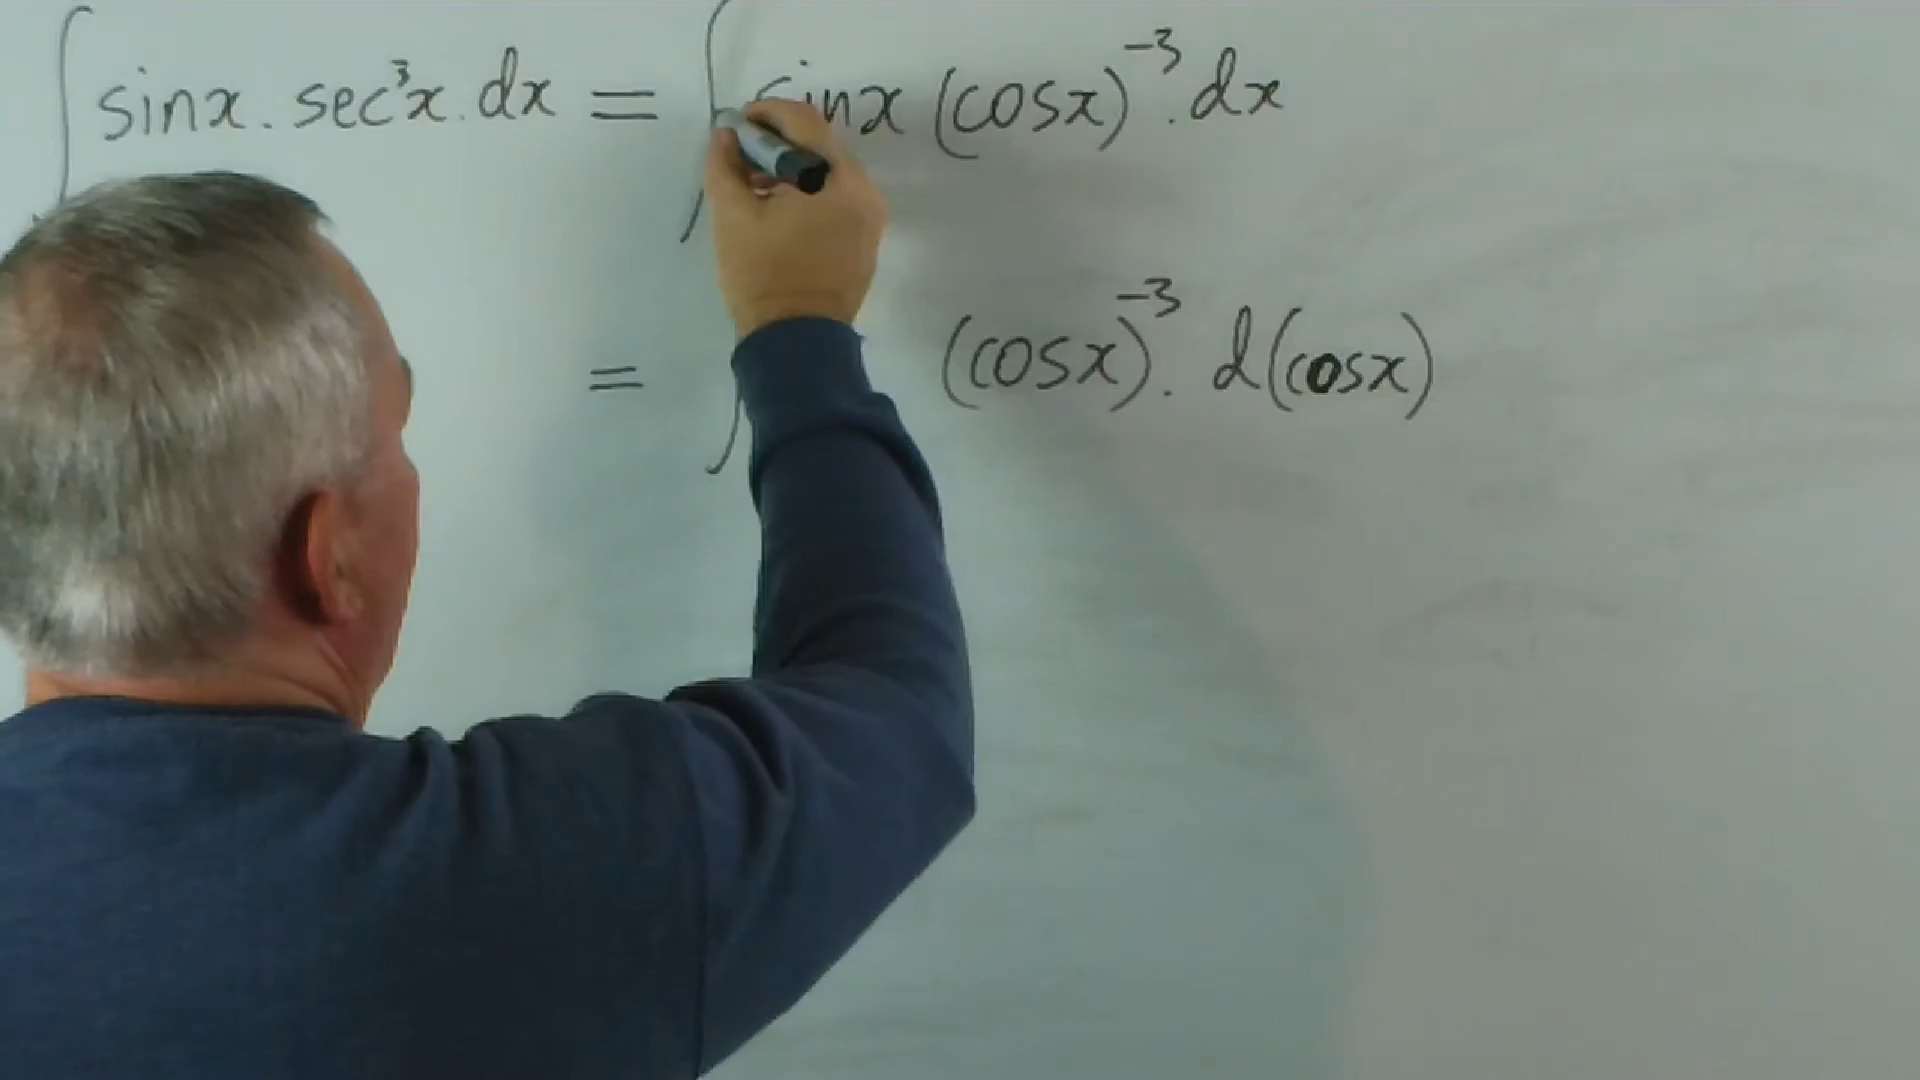 ∫ sinx . sec³x . dx = ∫ sinx (cosx)⁻³ . dx
= ∫ (cosx)⁻³ . d(cosx)